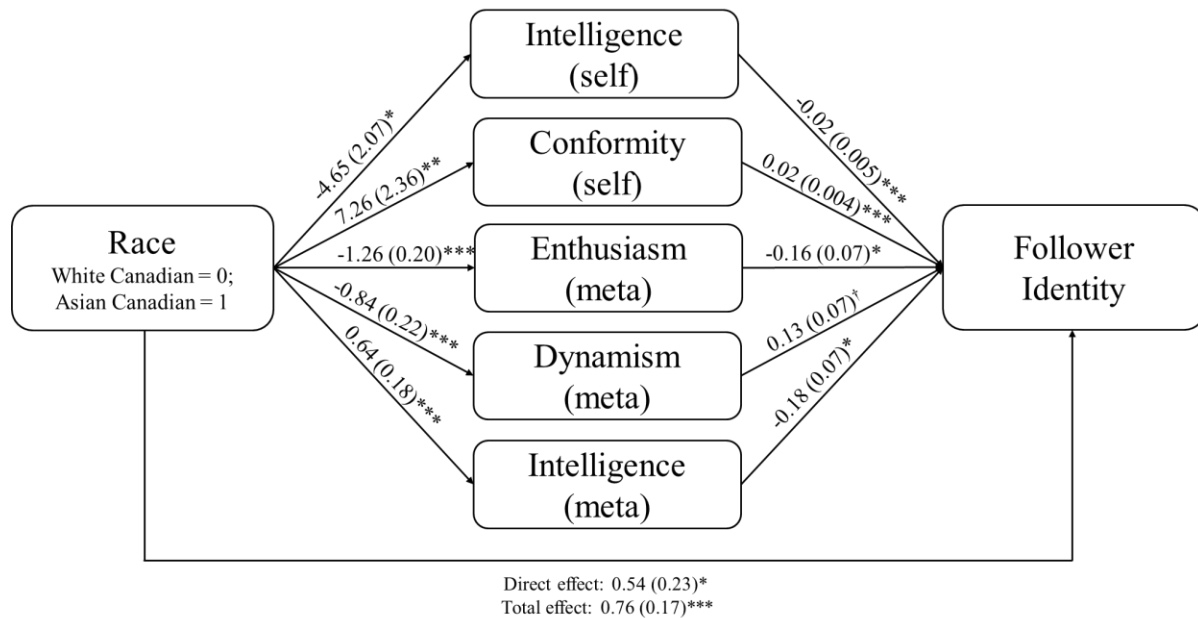 Intelligence
(self)
-4.65 (2.07)*
-0.02 (0.005)***
Conformity
(self)
7.26 (2.36)**
0.02 (0.004)***
Race
White Canadian = 0;
Asian Canadian = 1
-1.26 (0.20)***
Enthusiasm
(meta)
-0.16 (0.07)*
Follower
Identity
-0.84 (0.22)***
Dynamism
(meta)
0.13 (0.07)†
0.64 (0.18)***
Intelligence
(meta)
-0.18 (0.07)*
Direct effect: 0.54 (0.23)*
Total effect: 0.76 (0.17)***